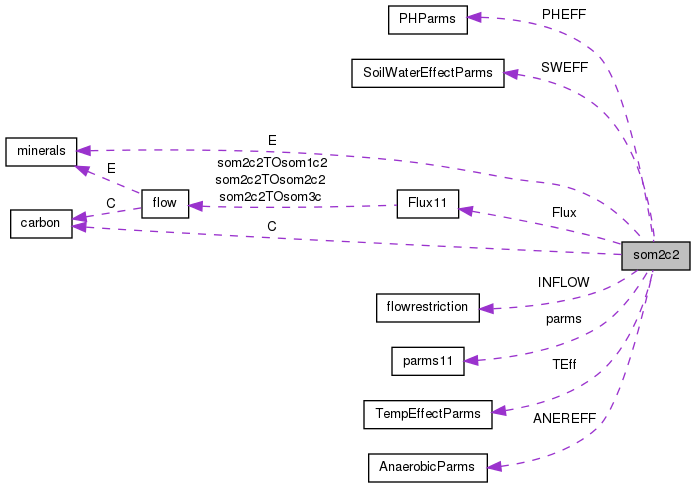 PHParms
PHEFF
SoilWaterEffectParms
SWEFF
minerals
E
E
som2c2TOsom1c2
som2c2TOsom2c2
som2c2TOsom3c
C
flow
Flux11
Flux
carbon
C
som2c2
flowrestriction
INFLOW
parms
parms11
TEff
TempEffectParms
ANEREFF
AnaerobicParms